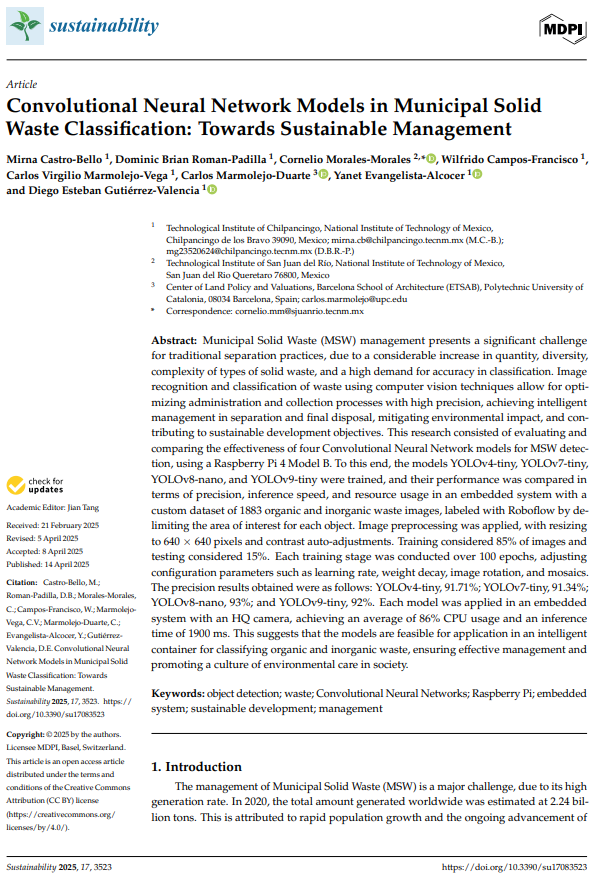 sustainability
MDPI
Article
Convolutional Neural Network Models in Municipal Solid
Waste Classification: Towards Sustainable Management
Mirna Castro-Bello 1, Dominic Brian Roman-Padilla 1, Cornelio Morales-Morales 2,*, Wilfrido Campos-Francisco 1,
Carlos Virgilio Marmolejo-Vega 1, Carlos Marmolejo-Duarte 3, Yanet Evangelista-Alcocer 1
and Diego Esteban Gutiérrez-Valencia 1
1 Technological Institute of Chilpancingo, National Institute of Technology of Mexico,
Chilpancingo de los Bravo 39090, Mexico; mirna.cb@chilpancingo.tecnm.mx (M.C.-B.);
mg23520624@chilpancingo.tecnm.mx (D.B.R.-P.)
2 Technological Institute of San Juan del Río, National Institute of Technology of Mexico,
San Juan del Rio Queretaro 76800, Mexico
3 Center of Land Policy and Valuations, Barcelona School of Architecture (ETSAB), Polytechnic University of
Catalonia, 08034 Barcelona, Spain; carlos.marmolejo@upc.edu
* Correspondence: cornelio.mm@sjuanrio.tecnm.mx
Abstract: Municipal Solid Waste (MSW) management presents a significant challenge
for traditional separation practices, due to a considerable increase in quantity, diversity,
complexity of types of solid waste, and a high demand for accuracy in classification. Image
recognition and classification of waste using computer vision techniques allow for opti-
mizing administration and collection processes with high precision, achieving intelligent
management in separation and final disposal, mitigating environmental impact, and con-
tributing to sustainable development objectives. This research consisted of evaluating and
comparing the effectiveness of four Convolutional Neural Network models for MSW detec-
tion, using a Raspberry Pi 4 Model B. To this end, the models YOLOv4-tiny, YOLOv7-tiny,
YOLOv8-nano, and YOLOv9-tiny were trained, and their performance was compared in
terms of precision, inference speed, and resource usage in an embedded system with a
custom dataset of 1883 organic and inorganic waste images, labeled with Roboflow by de-
limiting the area of interest for each object. Image preprocessing was applied, with resizing
to 640 × 640 pixels and contrast auto-adjustments. Training considered 85% of images and
testing considered 15%. Each training stage was conducted over 100 epochs, adjusting
configuration parameters such as learning rate, weight decay, image rotation, and mosaics.
The precision results obtained were as follows: YOLOv4-tiny, 91.71%; YOLOv7-tiny, 91.34%;
YOLOv8-nano, 93%; and YOLOv9-tiny, 92%. Each model was applied in an embedded
system with an HQ camera, achieving an average of 86% CPU usage and an inference
time of 1900 ms. This suggests that the models are feasible for application in an intelligent
container for classifying organic and inorganic waste, ensuring effective management and
promoting a culture of environmental care in society.
Keywords: object detection; waste; Convolutional Neural Networks; Raspberry Pi; embedded
system; sustainable development; management
check for
updates
Academic Editor: Jian Tang
Received: 21 February 2025
Revised: 5 April 2025
Accepted: 8 April 2025
Published: 14 April 2025
Citation: Castro-Bello, M.;
Roman-Padilla, D.B.; Morales-Morales,
C.; Campos-Francisco, W.; Marmolejo-
Vega, C.V.; Marmolejo-Duarte, C.;
Evangelista-Alcocer, Y.; Gutiérrez-
Valencia, D.E. Convolutional Neural
Network Models in Municipal Solid
Waste Classification: Towards
Sustainable Management.
Sustainability 2025, 17, 3523. https://
doi.org/10.3390/su17083523
Copyright: © 2025 by the authors.
Licensee MDPI, Basel, Switzerland.
This article is an open access article
distributed under the terms and
conditions of the Creative Commons
Attribution (CC BY) license
(https://creativecommons.org/
licenses/by/4.0/).
1. Introduction
The management of Municipal Solid Waste (MSW) is a major challenge, due to its high
generation rate. In 2020, the total amount generated worldwide was estimated at 2.24 bil-
lion tons. This is attributed to rapid population growth and the ongoing advancement of
Sustainability 2025, 17, 3523
https://doi.org/10.3390/su17083523